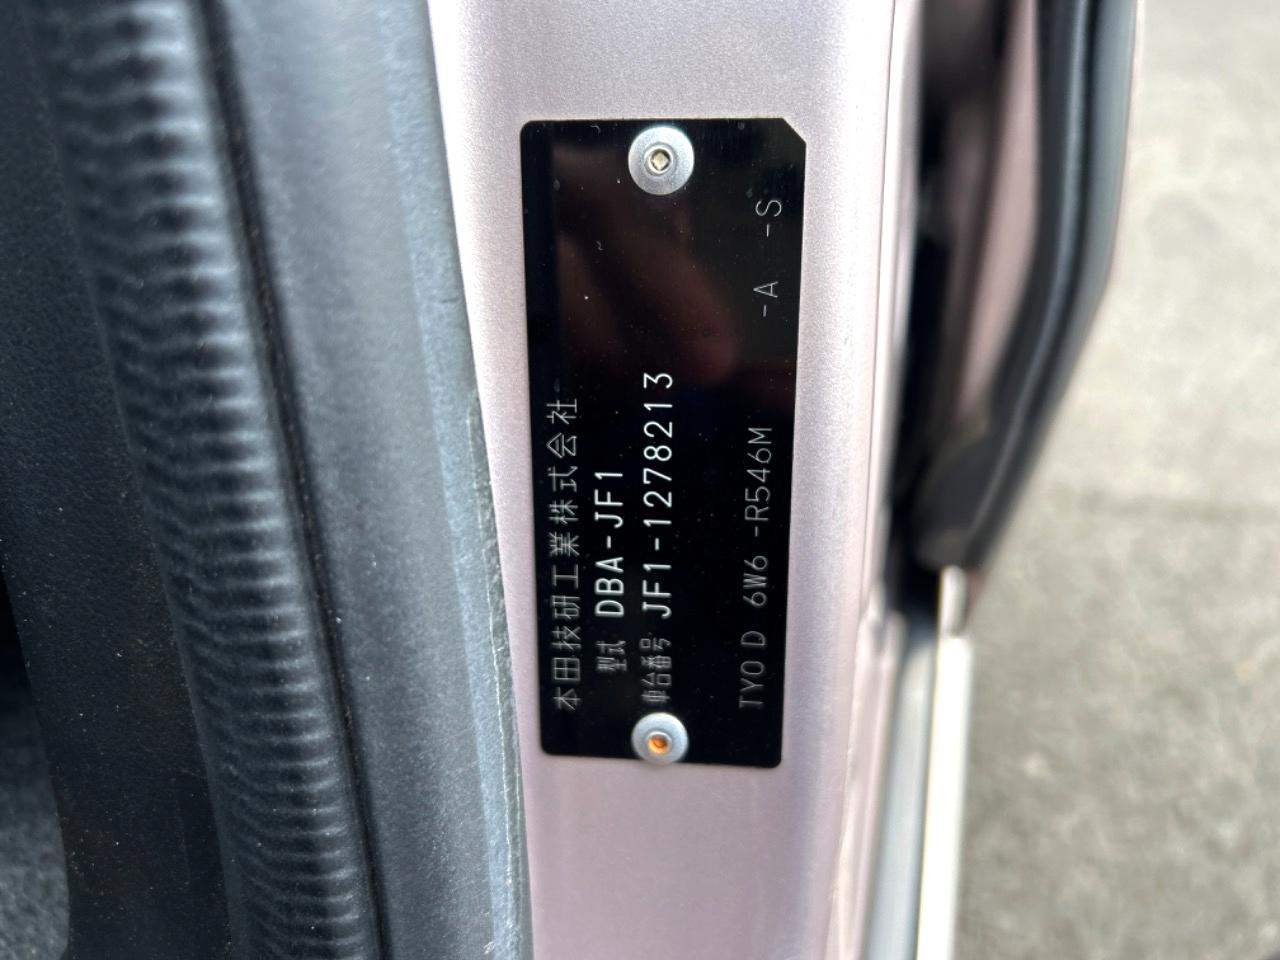 本田技研工業株式会社
型式 DBA-JF1
車台番号 JF1-1278213
TYO D 6W6 -R546M -A -S